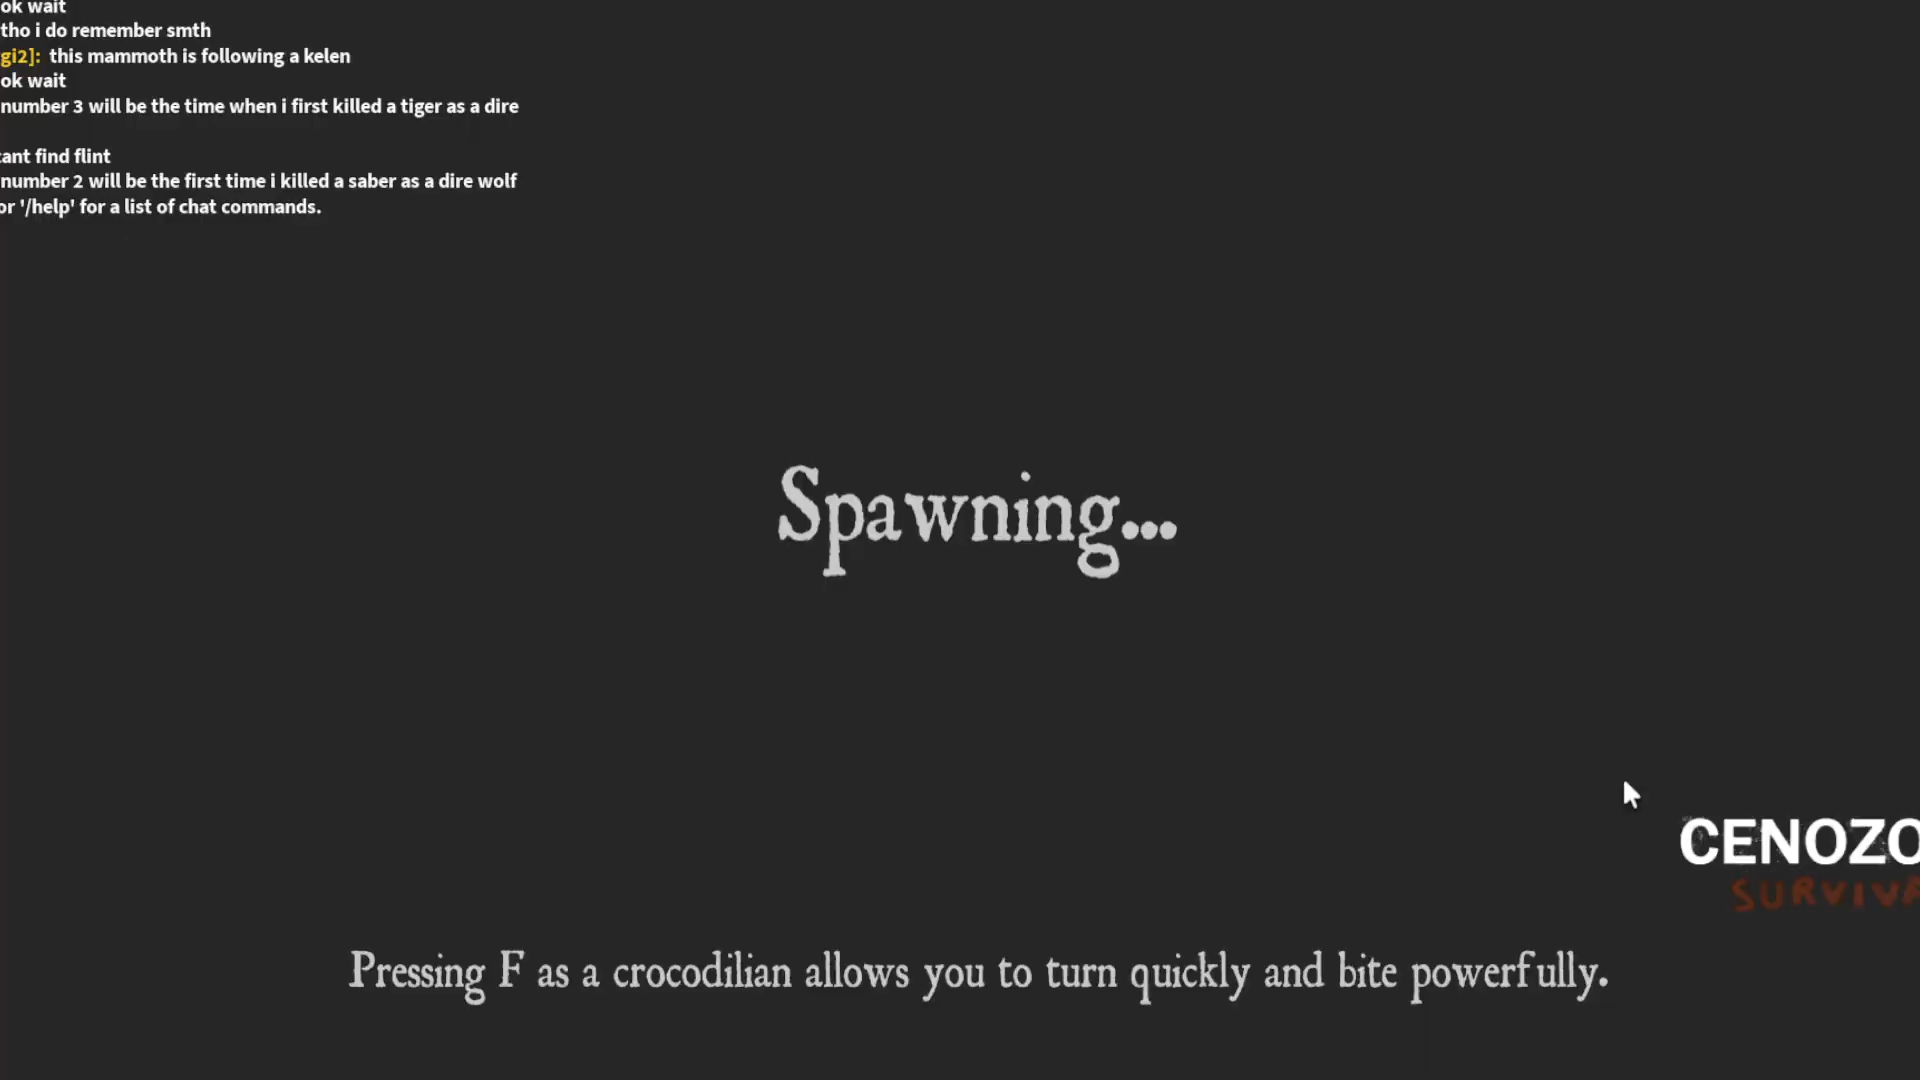 ok wait
tho i do remember smth
gi2]: this mammoth is following a kelen
ok wait
number 3 will be the time when i first killed a tiger as a dire
cant find flint
number 2 will be the first time i killed a saber as a dire wolf
or '/help' for a list of chat commands.
Spawning...
CENOZO
SURVIVA
Pressing F as a crocodilian allows you to turn quickly and bite powerfully.